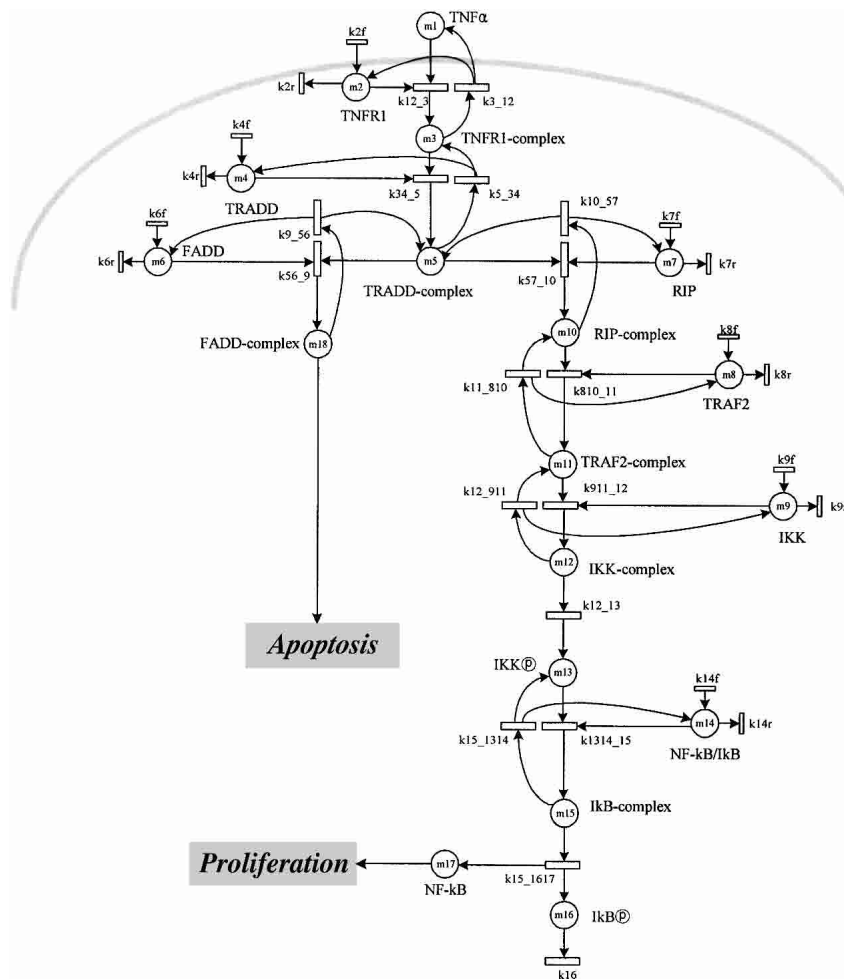 TNFα
m1
k2f
k2r
m2
k12_3
k3_12
TNFR1
m3
TNFR1-complex
k4f
k4r
m4
k34_5
k5_34
TRADD
k10_57
k6f
k9_56
k7f
FADD
k6r
m6
m5
m7
k7r
k56_9
k57_10
RIP
TRADD-complex
m10
RIP-complex
FADD-complex
m18
k8f
k11_810
m8
k8r
k810_11
TRAF2
m11
TRAF2-complex
k9f
k12_911
k911_12
m9
IKK
m12
IKK-complex
k12_13
Apoptosis
IKKⓟ
m13
k14f
m14
k14r
k15_1314
k1314_15
NF-kB/IkB
m15
IkB-complex
Proliferation
m17
k15_1617
NF-kB
m16
IkBⓟ
k16